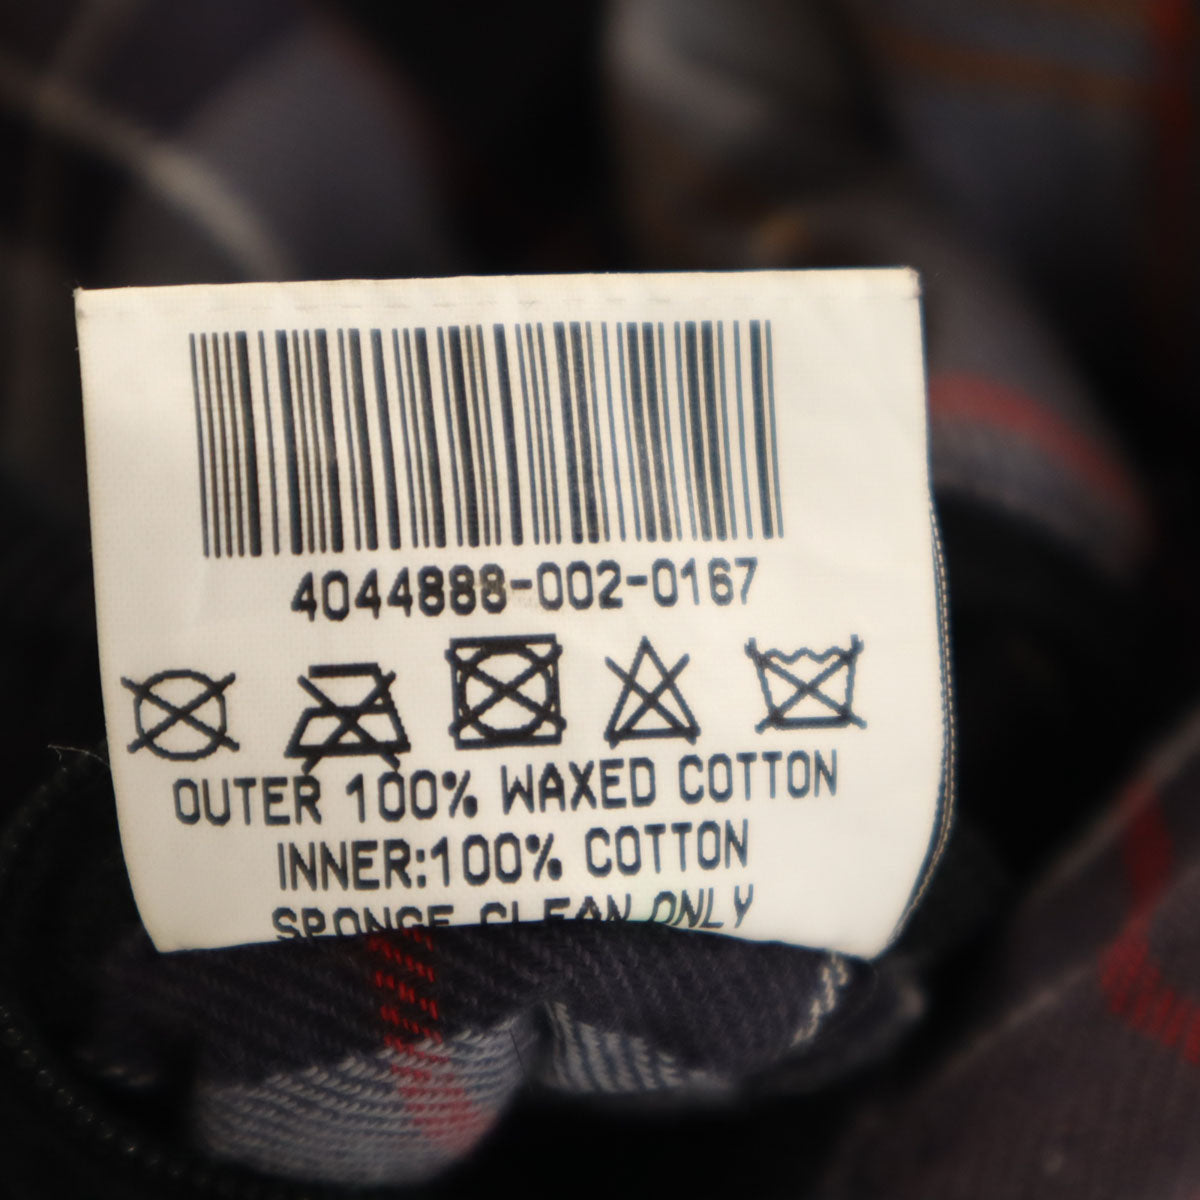 4044888-002-0167
OUTER 100% WAXED COTTON
INNER:100% COTTON
SPONGE CLEAN ONLY